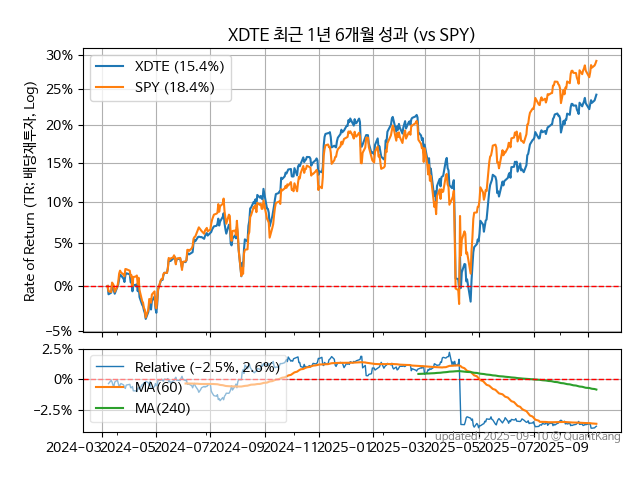 XDTE 최근 1년 6개월 성과 (vs SPY)
Rate of Return (TR: 배당재투자, Log)
30%
25%
20%
15%
10%
5%
0%
−5%
XDTE (15.4%)
SPY (18.4%)
2.5%
0%
−2.5%
Relative (−2.5%, 2.6%)
MA(60)
MA(240)
2024−03
2024−05
2024−07
2024−09
2024−11
2025−01
2025−03
2025−05
2025−07
2025−09
updated: 2025−09−10 © QuantKang